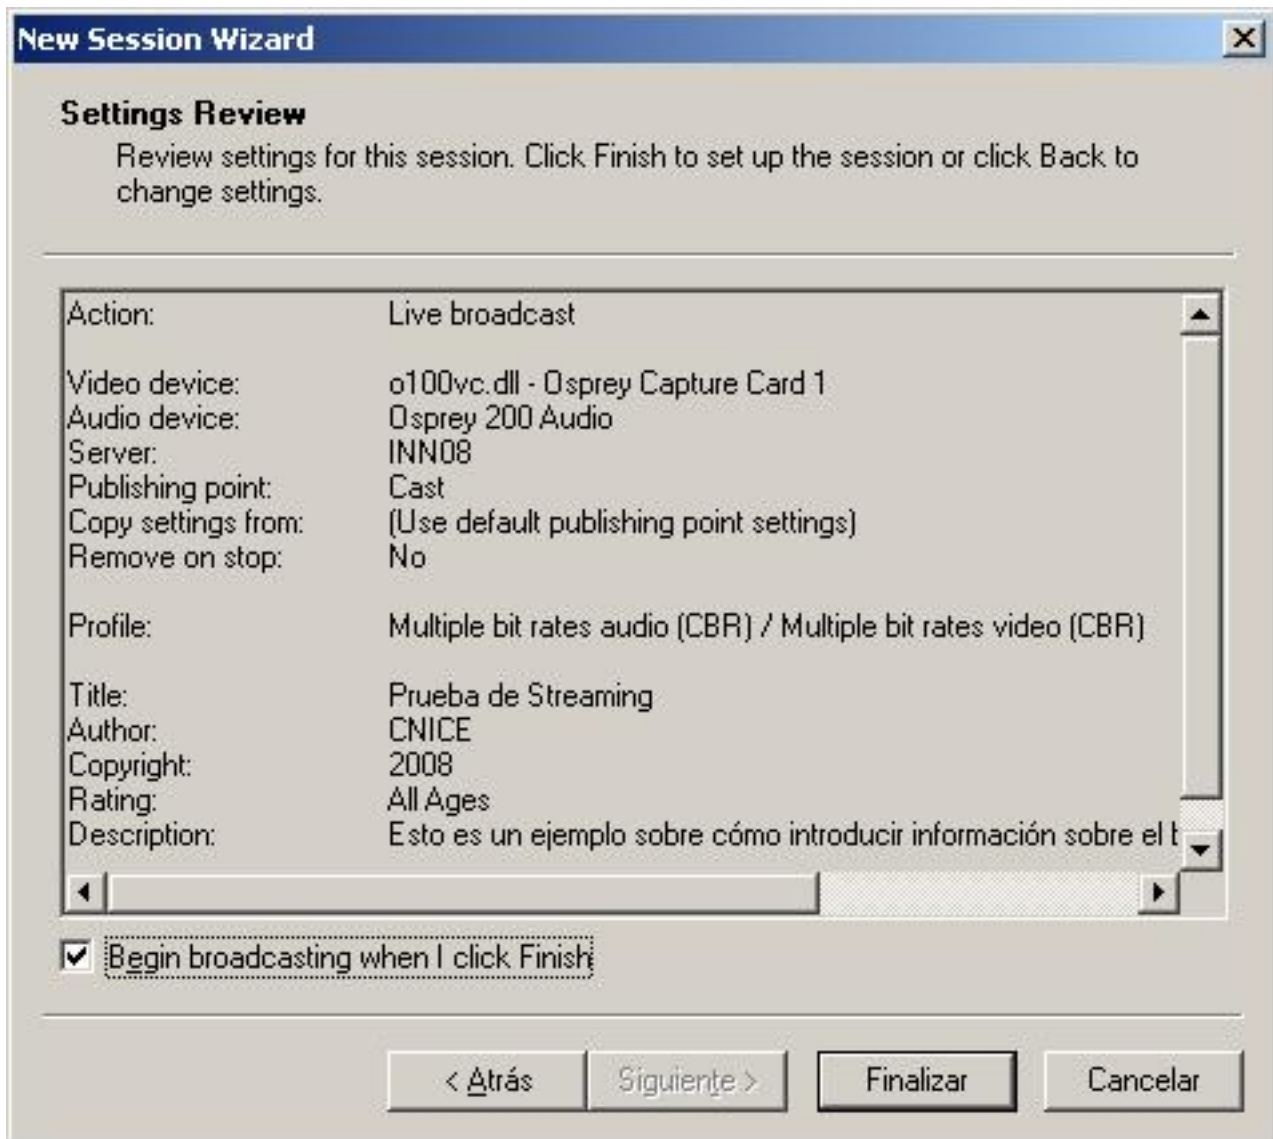 New Session Wizard
Settings Review
Review settings for this session. Click Finish to set up the session or click Back to
change settings.
Action: Live broadcast
Video device: o100vc.dll - Osprey Capture Card 1
Audio device: Osprey 200 Audio
Server: INN08
Publishing point: Cast
Copy settings from: (Use default publishing point settings)
Remove on stop: No
Profile: Multiple bit rates audio (CBR) / Multiple bit rates video (CBR)
Title: Prueba de Streaming
Author: CNICE
Copyright: 2008
Rating: All Ages
Description: Esto es un ejemplo sobre cómo introducir información sobre el
Begin broadcasting when I click Finish
< Atrás Siguiente > Finalizar Cancelar